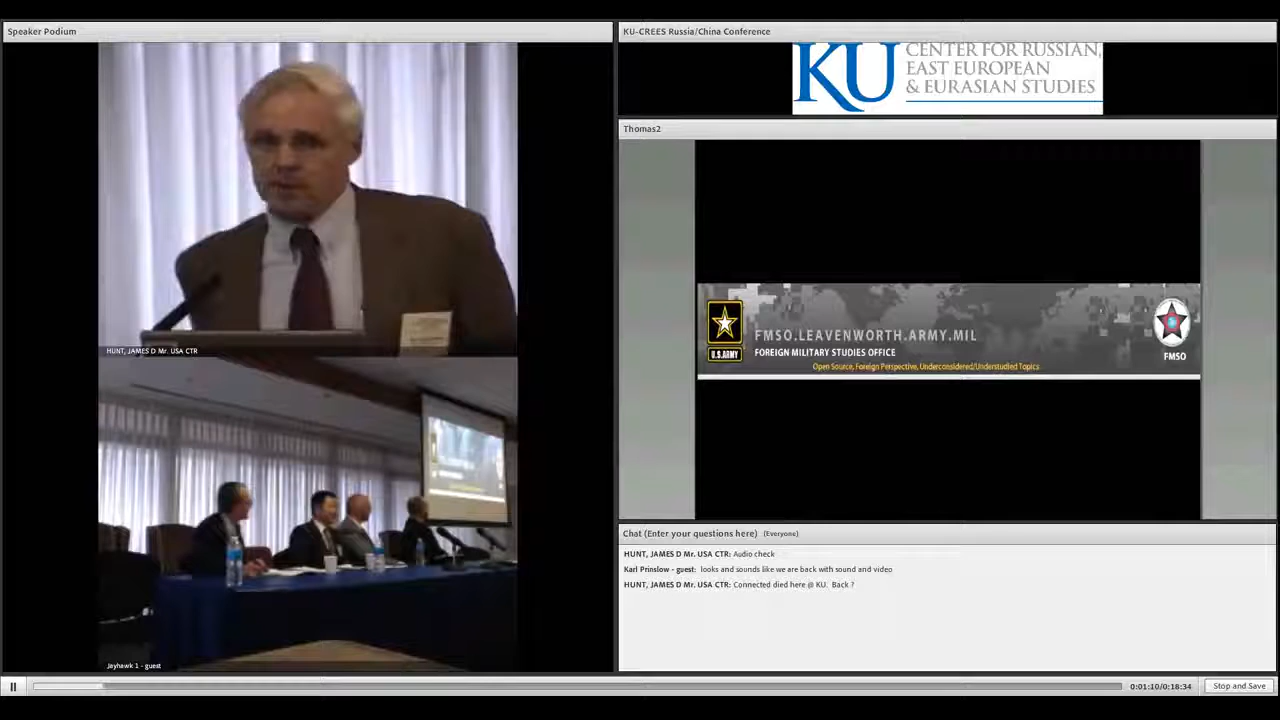 Speaker Podium
HUNT, JAMES D Mr. USA CTR
Jayhawk 1 - guest
KU-CREES Russia/China Conference
KU
CENTER FOR RUSSIAN,
EAST EUROPEAN
& EURASIAN STUDIES
Thomas2
U.S.ARMY
FMSO.LEAVENWORTH.ARMY.MIL
FOREIGN MILITARY STUDIES OFFICE
Open Source, Foreign Perspective, Underconsidered/Understudied Topics
FMSO
Chat (Enter your questions here) (Everyone)
HUNT, JAMES D Mr. USA CTR: Audio check
Karl Prinslow - guest: looks and sounds like we are back with sound and video
HUNT, JAMES D Mr. USA CTR: Connected died here @ KU. Back ?
0:01:10/0:18:34
Stop and Save